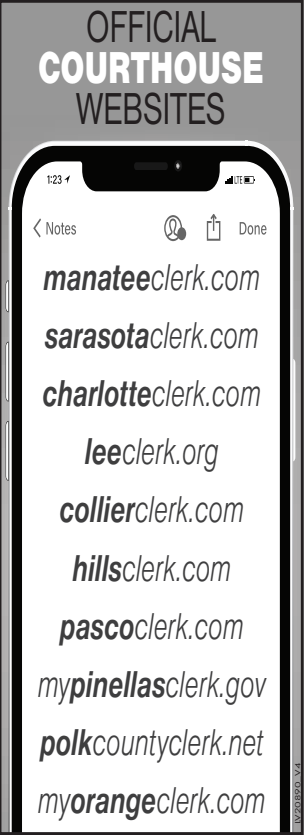 OFFICIAL
COURTHOUSE
WEBSITES
1:23
LTE
Notes
Done
manateeclerk.com
sarasotaclerk.com
charlotteclerk.com
leeclerk.org
collierclerk.com
hillsclerk.com
pascoclerk.com
mypinellasclerk.gov
polkcountyclerk.net
myorangeclerk.com
LV20890_V4